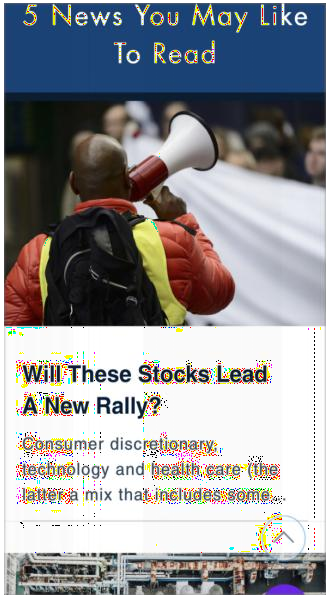 5 News You May Like
To Read
Will These Stocks Lead
A New Rally?
Consumer discretionary,
technology and health care (the
latter a mix that includes some…